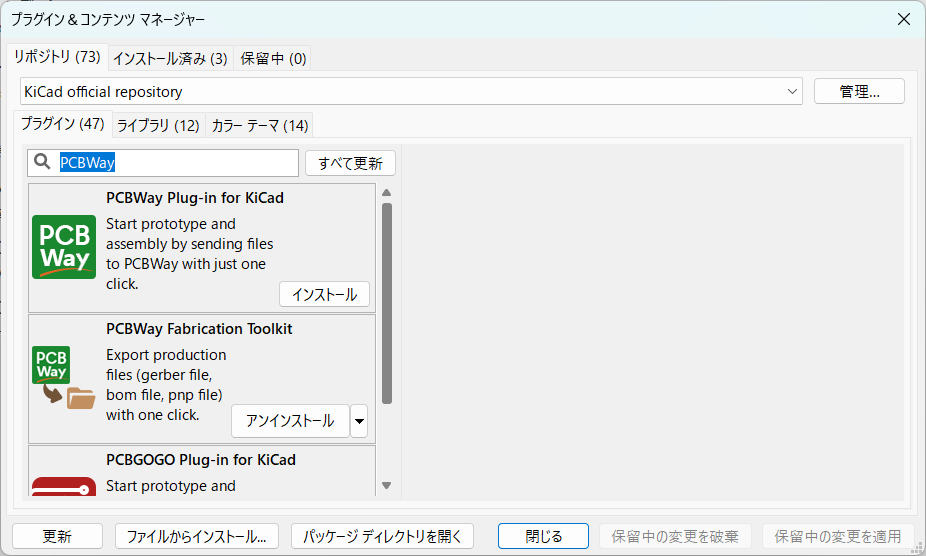 プラグイン＆コンテンツ マネージャー
リポジトリ (73) インストール済み (3) 保留中 (0)
KiCad official repository 管理...
プラグイン (47) ライブラリ (12) カラー テーマ (14)
PCBWay すべて更新
PCBWay Plug-in for KiCad
PCB
Way
Start prototype and
assembly by sending files
to PCBWay with just one
click.
インストール
PCBWay Fabrication Toolkit
PCB
Way
Export production
files (gerber file,
bom file, pnp file)
with one click.
アンインストール
PCBGOGO Plug-in for KiCad
Start prototype and
更新 ファイルからインストール... パッケージ ディレクトリを開く 閉じる 保留中の変更を破棄 保留中の変更を適用